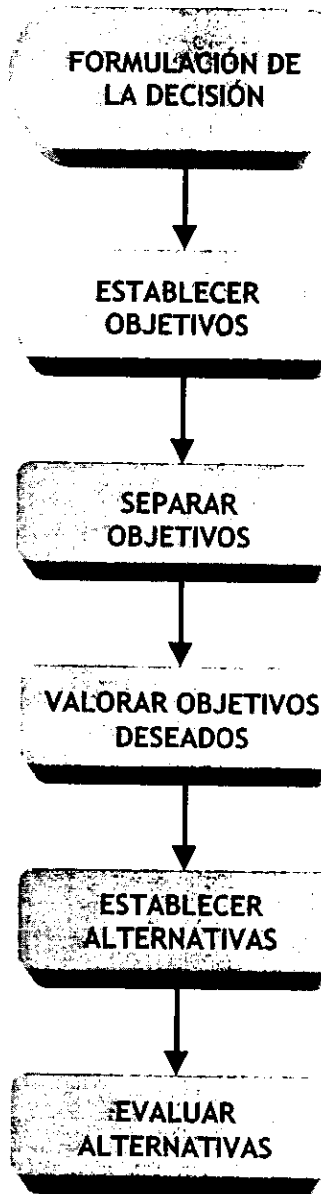 FORMULACIÓN DE
LA DECISIÓN
ESTABLECER
OBJETIVOS
SEPARAR
OBJETIVOS
VALORAR OBJETIVOS
DESEADOS
ESTABLECER
ALTERNATIVAS
EVALUAR
ALTERNATIVAS